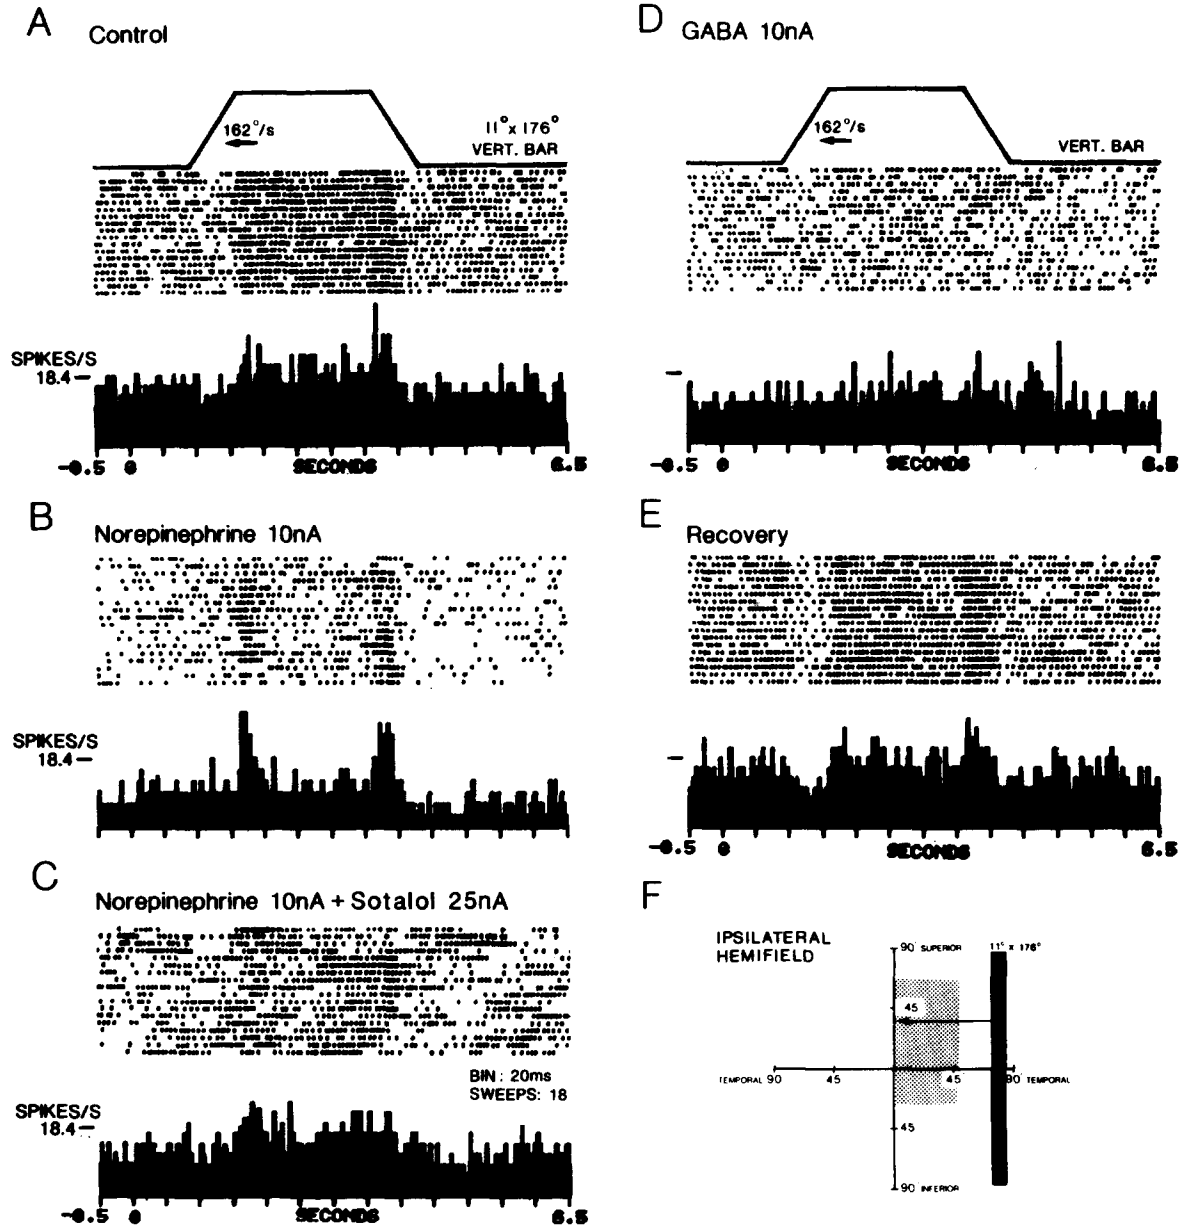 A
Control
162°/s
11°x 176°
VERT. BAR
SPIKES/S
18.4
-0.5 0 SECONDS 6.5
B
Norepinephrine 10nA
SPIKES/S
18.4
C
Norepinephrine 10nA + Sotalol 25nA
BIN: 20ms
SWEEPS: 18
SPIKES/S
18.4
-0.5 0 SECONDS 6.5
D
GABA 10nA
162°/s
VERT. BAR
-0.5 0 SECONDS 6.5
E
Recovery
-0.5 0 SECONDS 6.5
F
IPSILATERAL
HEMIFIELD
90° SUPERIOR
11° x 176°
45
TEMPORAL 90 45 45 90° TEMPORAL
45
90° INFERIOR